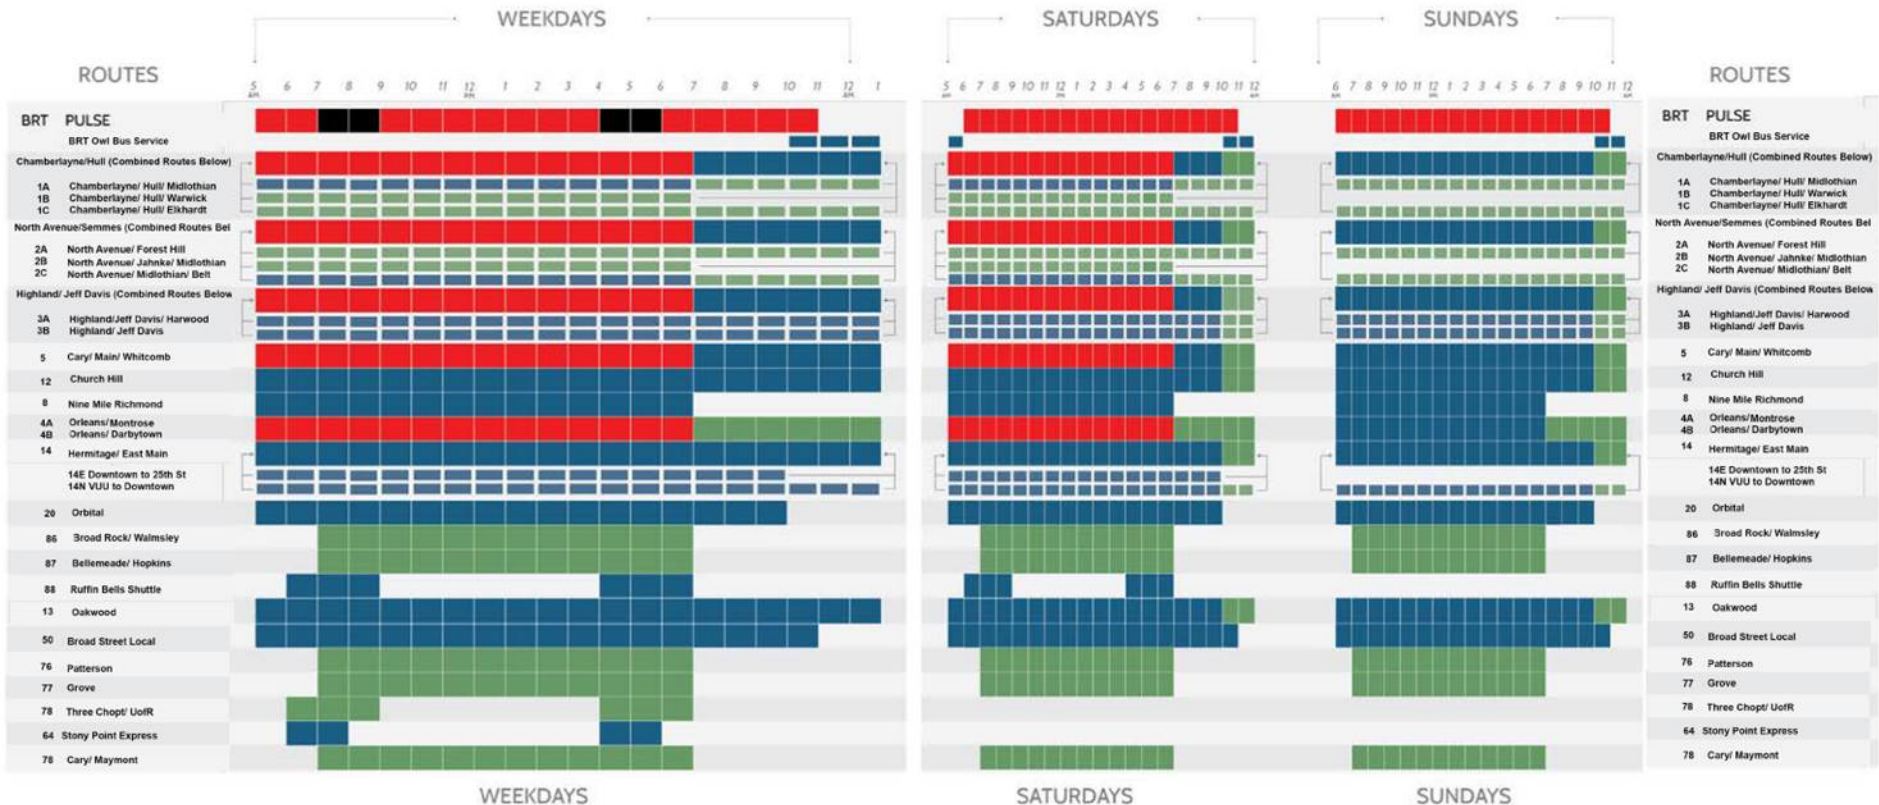 WEEKDAYS SATURDAYS SUNDAYS
ROUTES ROUTES
5 6 7 8 9 10 11 12 1 2 3 4 5 6 7 8 9 10 11 12 1
5 6 7 8 9 10 11 12 1 2 3 4 5 6 7 8 9 10 11 12
6 7 8 9 10 11 12 1 2 3 4 5 6 7 8 9 10 11 12
BRT PULSE
BRT Owl Bus Service
Chamberlayne/Hull (Combined Routes Below)
1A Chamberlayne/ Hull/ Midlothian
1B Chamberlayne/ Hull/ Warwick
1C Chamberlayne/ Hull/ Elkhardt
North Avenue/Semmes (Combined Routes Bel
2A North Avenue/ Forest Hill
2B North Avenue/ Jahnke/ Midlothian
2C North Avenue/ Midlothian/ Belt
Highland/ Jeff Davis (Combined Routes Below
3A Highland/Jeff Davis/ Harwood
3B Highland/ Jeff Davis
5 Cary/ Main/ Whitcomb
12 Church Hill
8 Nine Mile Richmond
4A Orleans/Montrose
4B Orleans/ Darbytown
14 Hermitage/ East Main
14E Downtown to 25th St
14N VUU to Downtown
20 Orbital
86 Broad Rock/ Walmsley
87 Bellemeade/ Hopkins
88 Ruffin Bells Shuttle
13 Oakwood
50 Broad Street Local
76 Patterson
77 Grove
78 Three Chopt/ UofR
64 Stony Point Express
78 Cary/ Maymont
BRT PULSE
BRT Owl Bus Service
Chamberlayne/Hull (Combined Routes Below)
1A Chamberlayne/ Hull/ Midlothian
1B Chamberlayne/ Hull/ Warwick
1C Chamberlayne/ Hull/ Elkhardt
North Avenue/Semmes (Combined Routes Bel
2A North Avenue/ Forest Hill
2B North Avenue/ Jahnke/ Midlothian
2C North Avenue/ Midlothian/ Belt
Highland/ Jeff Davis (Combined Routes Below
3A Highland/Jeff Davis/ Harwood
3B Highland/ Jeff Davis
5 Cary/ Main/ Whitcomb
12 Church Hill
8 Nine Mile Richmond
4A Orleans/Montrose
4B Orleans/ Darbytown
14 Hermitage/ East Main
14E Downtown to 25th St
14N VUU to Downtown
20 Orbital
86 Broad Rock/ Walmsley
87 Bellemeade/ Hopkins
88 Ruffin Bells Shuttle
13 Oakwood
50 Broad Street Local
76 Patterson
77 Grove
78 Three Chopt/ UofR
64 Stony Point Express
78 Cary/ Maymont
WEEKDAYS SATURDAYS SUNDAYS